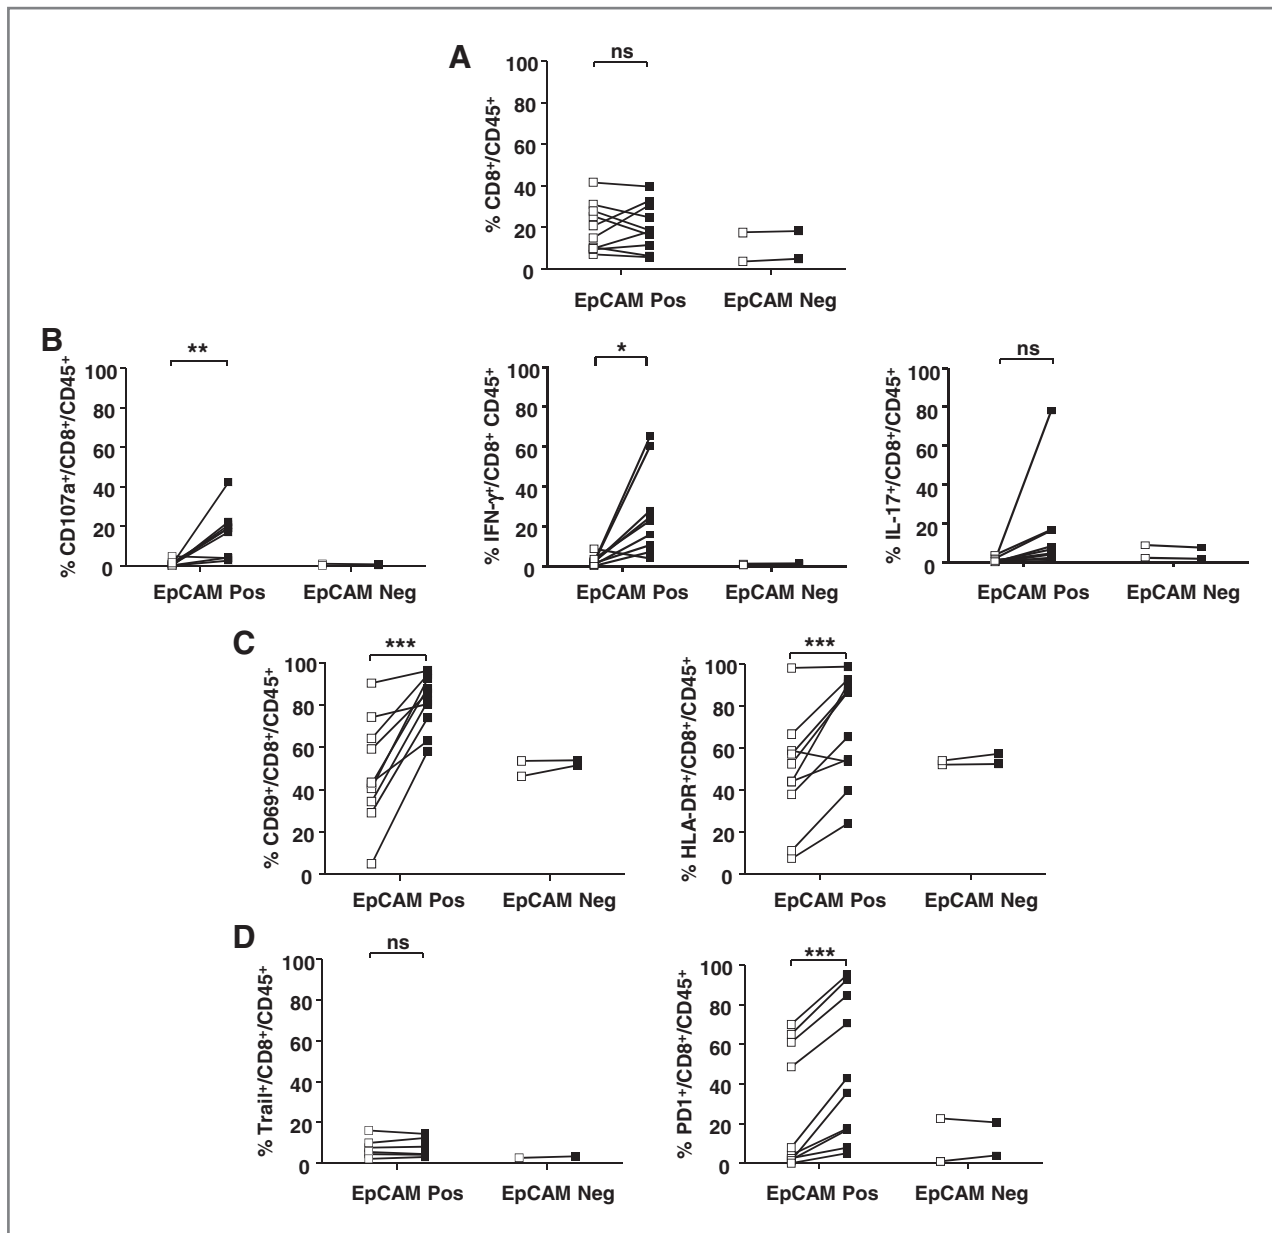 A
ns
% CD8⁺/CD45⁺
100
80
60
40
20
0
EpCAM Pos
EpCAM Neg
B
**
% CD107a⁺/CD8⁺/CD45⁺
100
80
60
40
20
0
EpCAM Pos
EpCAM Neg
*
% IFN-γ⁺/CD8⁺ CD45⁺
100
80
60
40
20
0
EpCAM Pos
EpCAM Neg
ns
% IL-17⁺/CD8⁺/CD45⁺
100
80
60
40
20
0
EpCAM Pos
EpCAM Neg
C
***
% CD69⁺/CD8⁺/CD45⁺
100
80
60
40
20
0
EpCAM Pos
EpCAM Neg
***
% HLA-DR⁺/CD8⁺/CD45⁺
100
80
60
40
20
0
EpCAM Pos
EpCAM Neg
D
ns
% Trail⁺/CD8⁺/CD45⁺
100
80
60
40
20
0
EpCAM Pos
EpCAM Neg
***
% PD1⁺/CD8⁺/CD45⁺
100
80
60
40
20
0
EpCAM Pos
EpCAM Neg